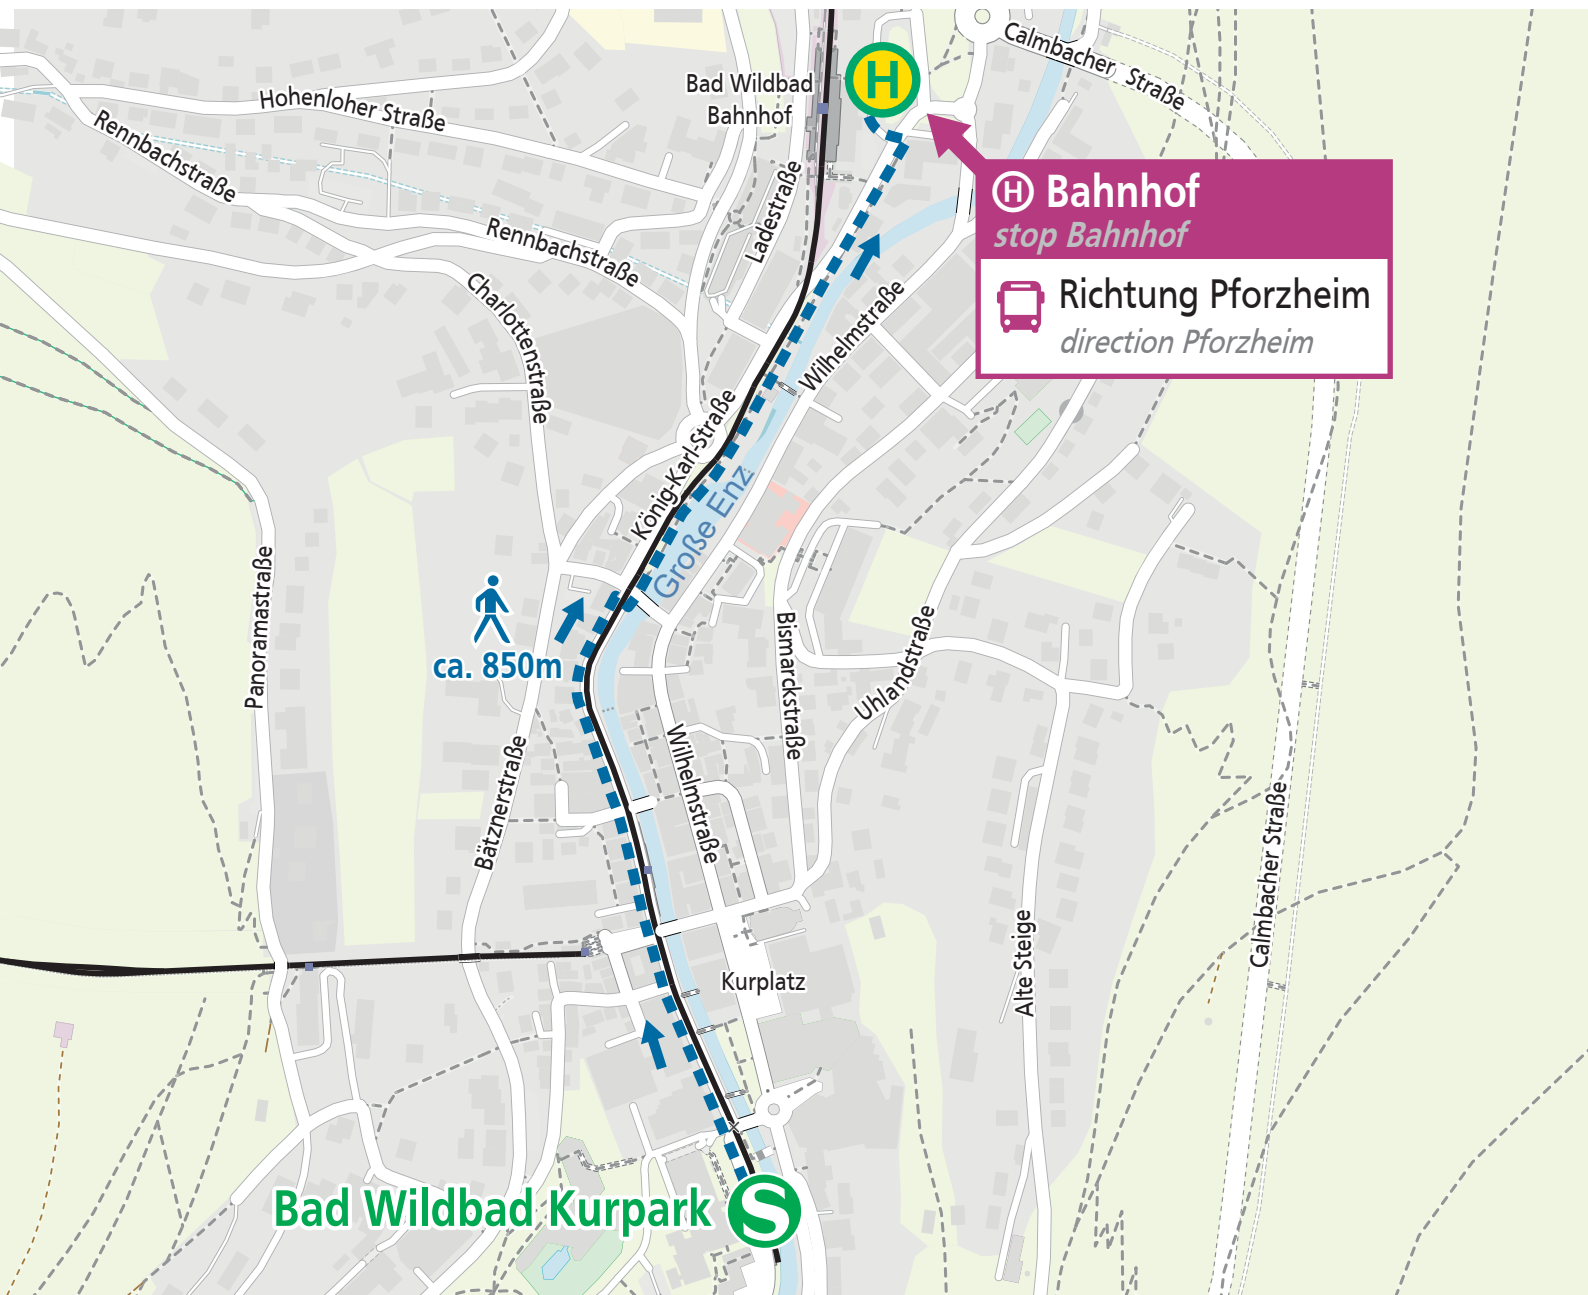 Calmbacher Straße
Bad Wildbad
Bahnhof
H
Hohenloher Straße
Rennbachstraße
Ladestraße
H Bahnhof
stop Bahnhof
Richtung Pforzheim
direction Pforzheim
Rennbachstraße
Charlottenstraße
Wilhelmstraße
König-Karl-Straße
Große Enz
Panoramastraße
ca. 850m
Bismarckstraße
Uhlandstraße
Bätznerstraße
Wilhelmstraße
Calmbacher Straße
Alte Steige
Kurplatz
Bad Wildbad Kurpark S